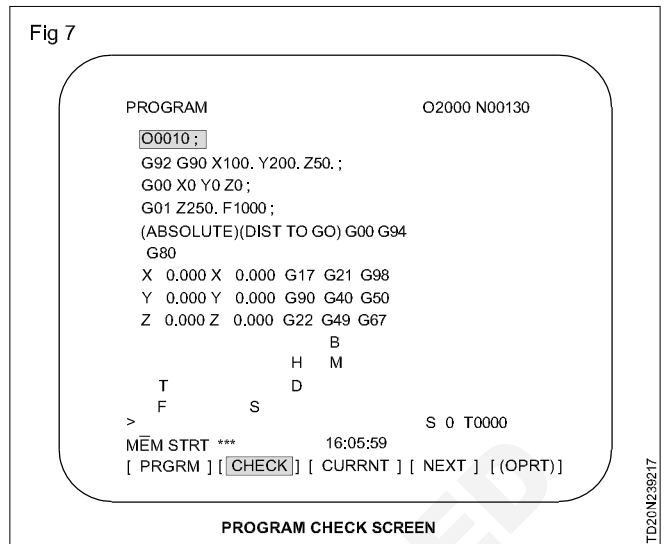 Fig 7
PROGRAM O2000 N00130
O0010 ;
G92 G90 X100. Y200. Z50. ;
G00 X0 Y0 Z0 ;
G01 Z250. F1000 ;
(ABSOLUTE)(DIST TO GO) G00 G94
G80
X 0.000 X 0.000 G17 G21 G98
Y 0.000 Y 0.000 G90 G40 G50
Z 0.000 Z 0.000 G22 G49 G67
B
H M
T D
F S
> S 0 T0000
MEM STRT *** 16:05:59
[ PRGRM ] [ CHECK ] [ CURRNT ] [ NEXT ] [ (OPRT) ]
PROGRAM CHECK SCREEN
TD20N239217